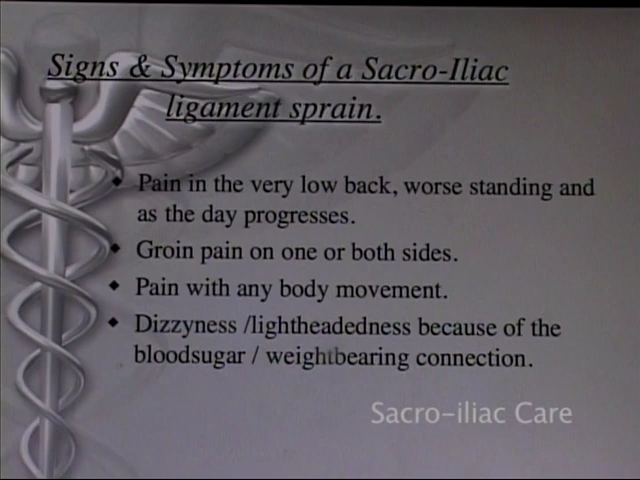 Signs & Symptoms of a Sacro-Iliac
ligament sprain.
Pain in the very low back, worse standing and
as the day progresses.
Groin pain on one or both sides.
Pain with any body movement.
Dizzyness /lightheadedness because of the
bloodsugar / weightbearing connection.
Sacro-iliac Care